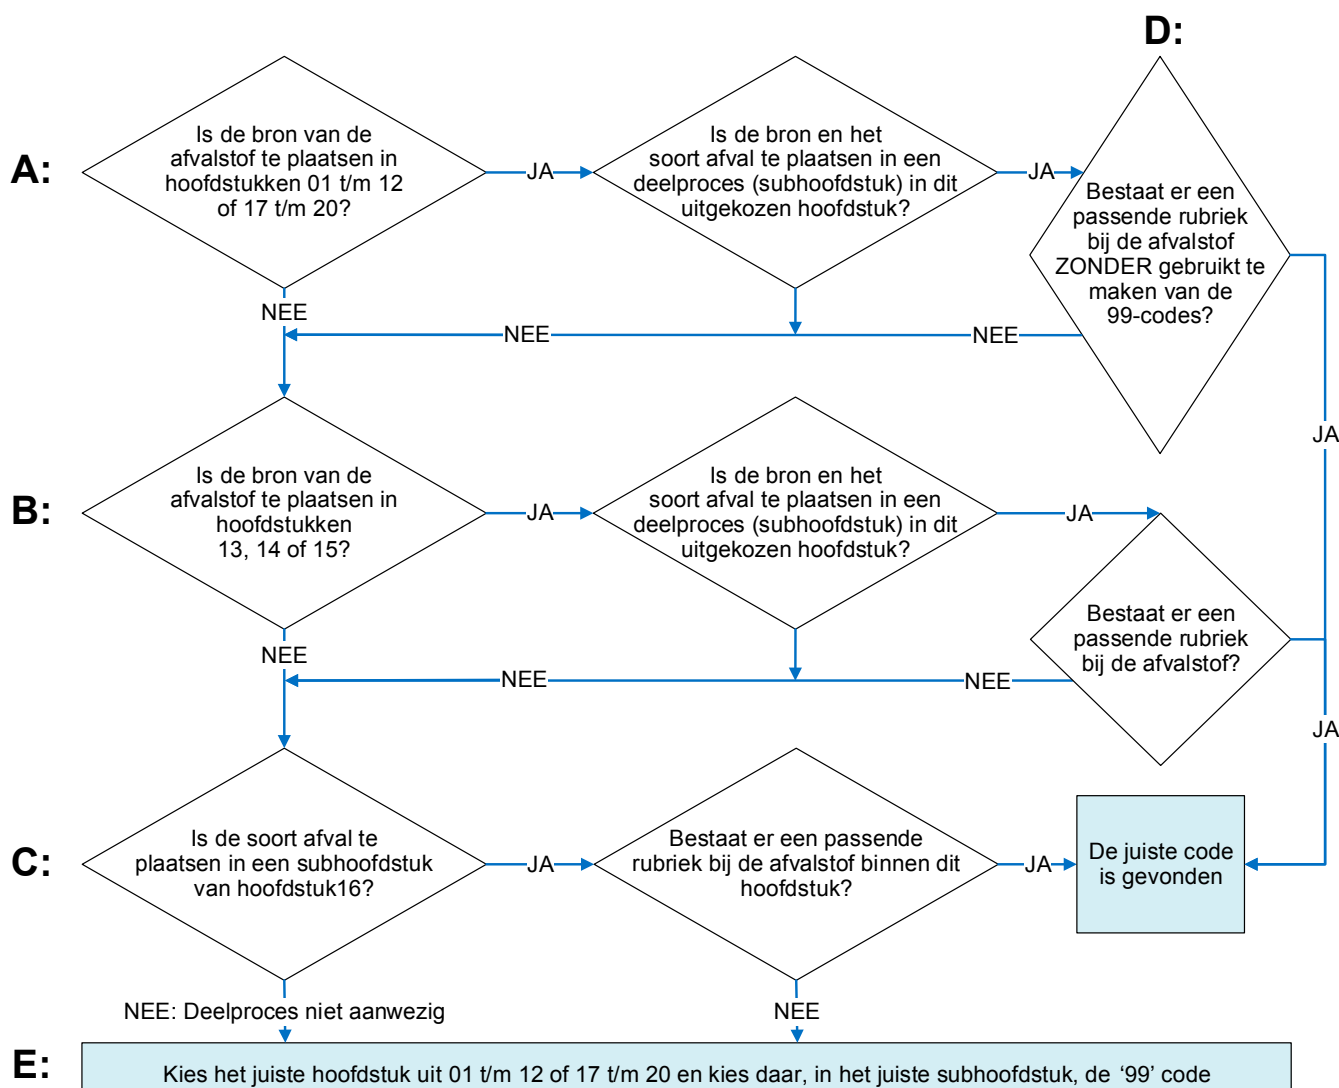 D:
A:
Is de bron van de
afvalstof te plaatsen in
hoofdstukken 01 t/m 12
of 17 t/m 20?
JA
Is de bron en het
soort afval te plaatsen in een
deelproces (subhoofdstuk) in dit
uitgekozen hoofdstuk?
JA
Bestaat er een
passende rubriek
bij de afvalstof
ZONDER gebruikt te
maken van de
99-codes?
NEE
NEE
NEE
JA
B:
Is de bron van de
afvalstof te plaatsen in
hoofdstukken
13, 14 of 15?
JA
Is de bron en het
soort afval te plaatsen in een
deelproces (subhoofdstuk) in dit
uitgekozen hoofdstuk?
JA
Bestaat er een
passende rubriek
bij de afvalstof?
NEE
NEE
NEE
JA
C:
Is de soort afval te
plaatsen in een subhoofdstuk
van hoofdstuk16?
JA
Bestaat er een passende
rubriek bij de afvalstof binnen dit
hoofdstuk?
JA
De juiste code
is gevonden
NEE: Deelproces niet aanwezig
NEE
E:
Kies het juiste hoofdstuk uit 01 t/m 12 of 17 t/m 20 en kies daar, in het juiste subhoofdstuk, de ‘99’ code